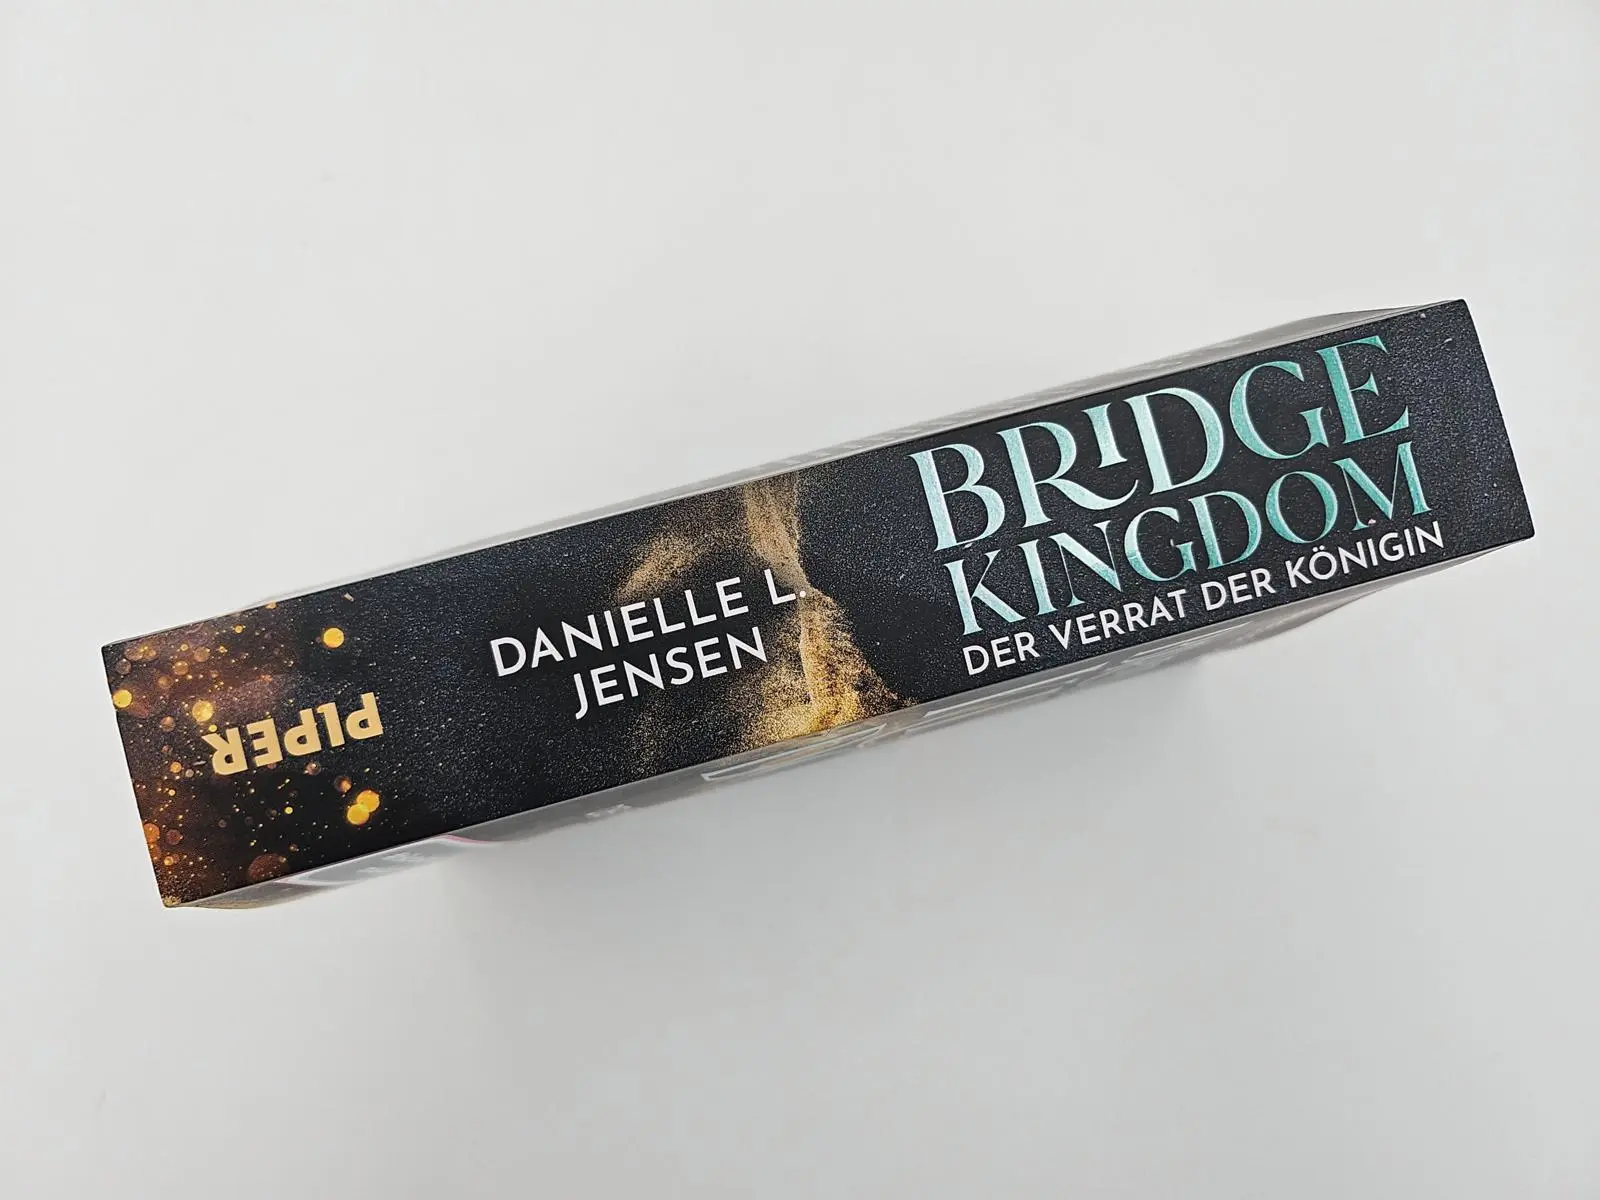 BRIDGE
KINGDOM
DER VERRAT DER KÖNIGIN
DANIELLE L.
JENSEN
PIPER